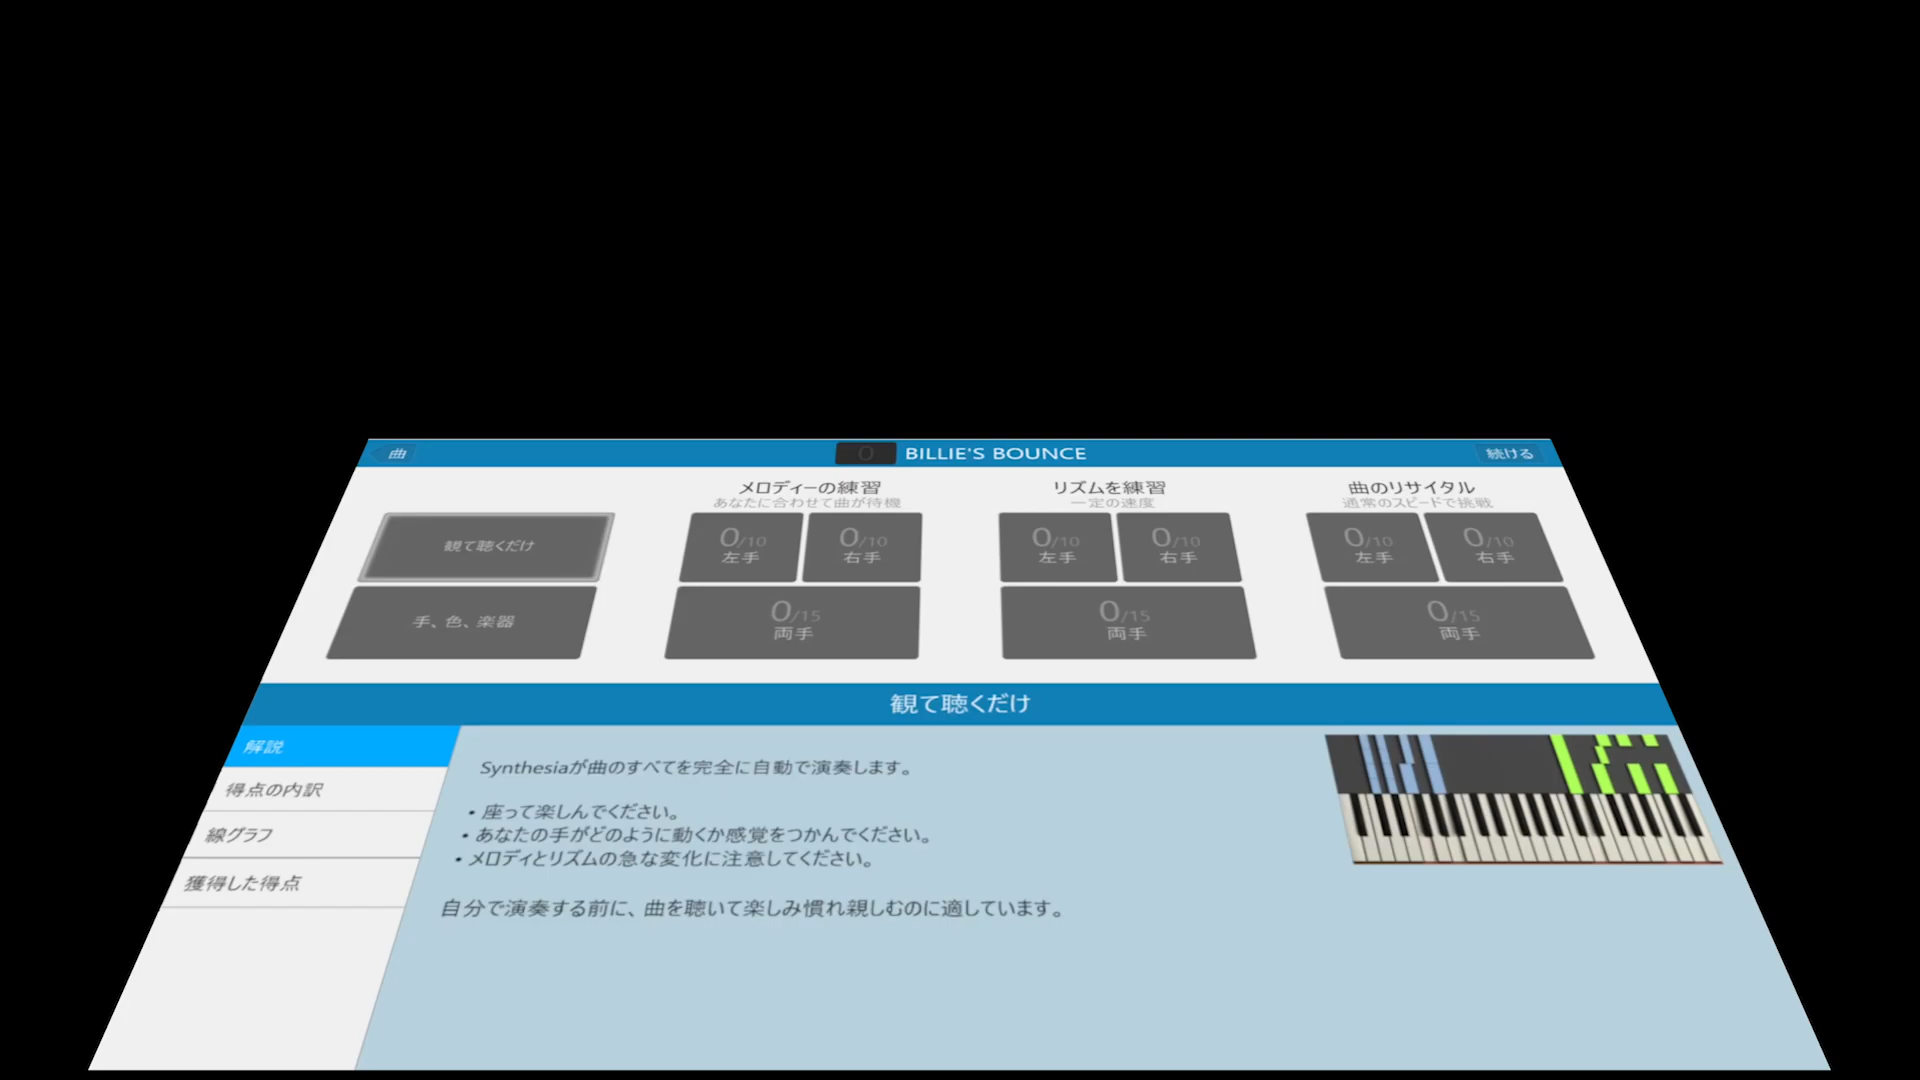 曲
0 BILLIE'S BOUNCE
続ける
メロディーの練習
あなたに合わせて曲が待機
リズムを練習
一定の速度
曲のリサイタル
通常のスピードで挑戦
観て聴くだけ
0/10
左手
0/10
右手
0/10
左手
0/10
右手
0/10
左手
0/10
右手
手、色、楽器
0/15
両手
0/15
両手
0/15
両手
観て聴くだけ
解説
得点の内訳
線グラフ
獲得した得点
Synthesiaが曲のすべてを完全に自動で演奏します。
• 座って楽しんでください。
• あなたの手がどのように動くか感覚をつかんでください。
• メロディとリズムの急な変化に注意してください。
自分で演奏する前に、曲を聴いて楽しみ慣れ親しむのに適しています。